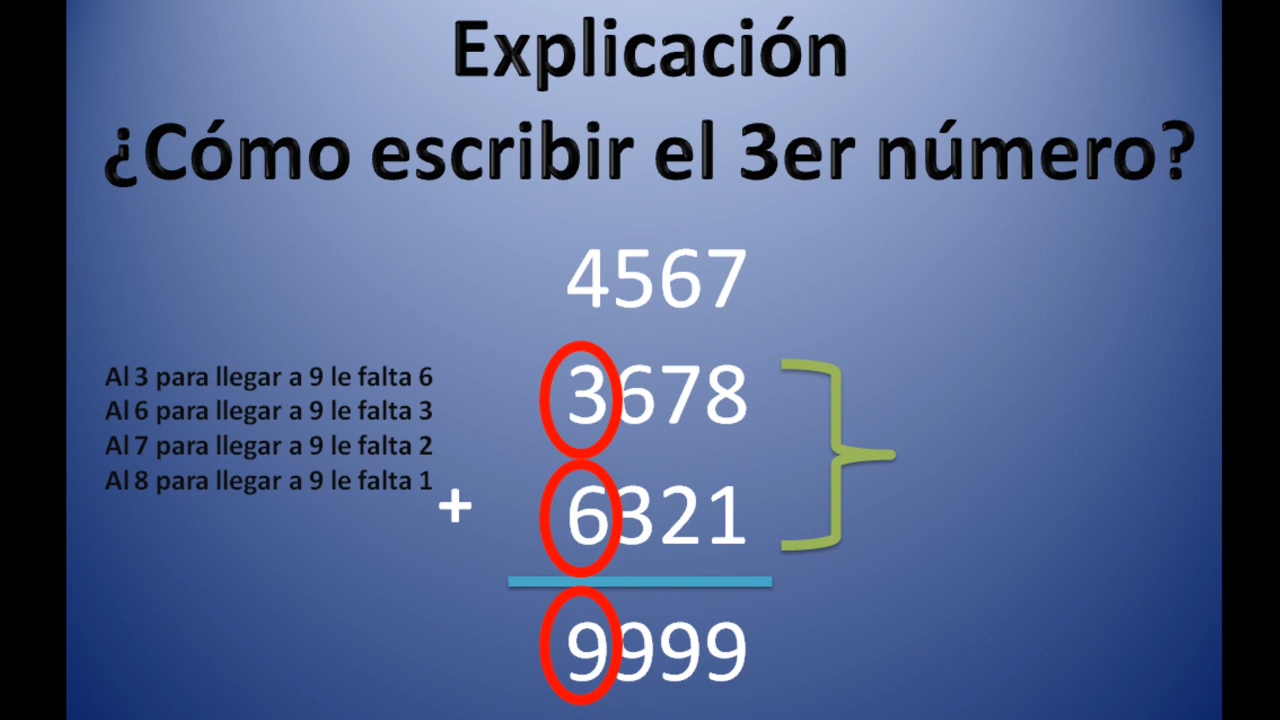 Explicación
¿Cómo escribir el 3er número?
4567
3678
Al 3 para llegar a 9 le falta 6
Al 6 para llegar a 9 le falta 3
Al 7 para llegar a 9 le falta 2
Al 8 para llegar a 9 le falta 1
+ 6321
9999